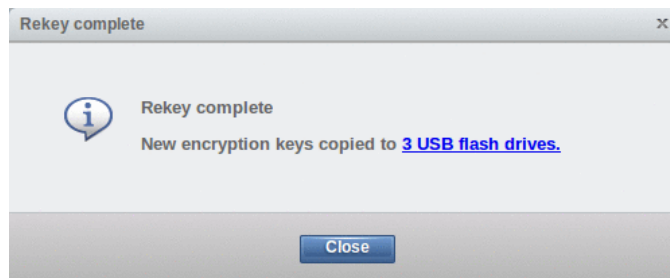 Rekey complete
x
Rekey complete
New encryption keys copied to 3 USB flash drives.
Close